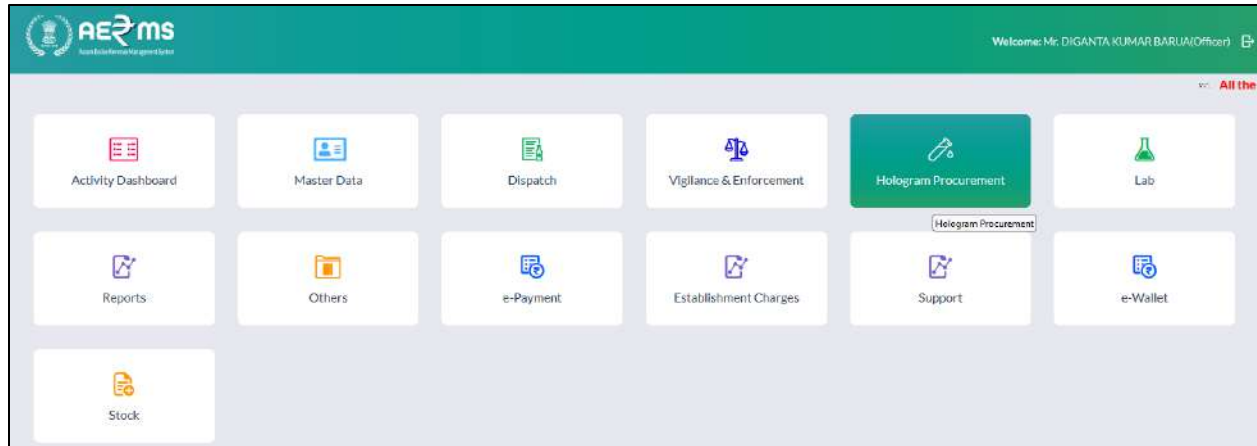 AE₹MS
Welcome: Mr. DIGANTA KUMAR BARUA(Officer)
All the
Activity Dashboard
Master Data
Dispatch
Vigilance & Enforcement
Hologram Procurement
Lab
Hologram Procurement
Reports
Others
e-Payment
Establishment Charges
Support
e-Wallet
Stock